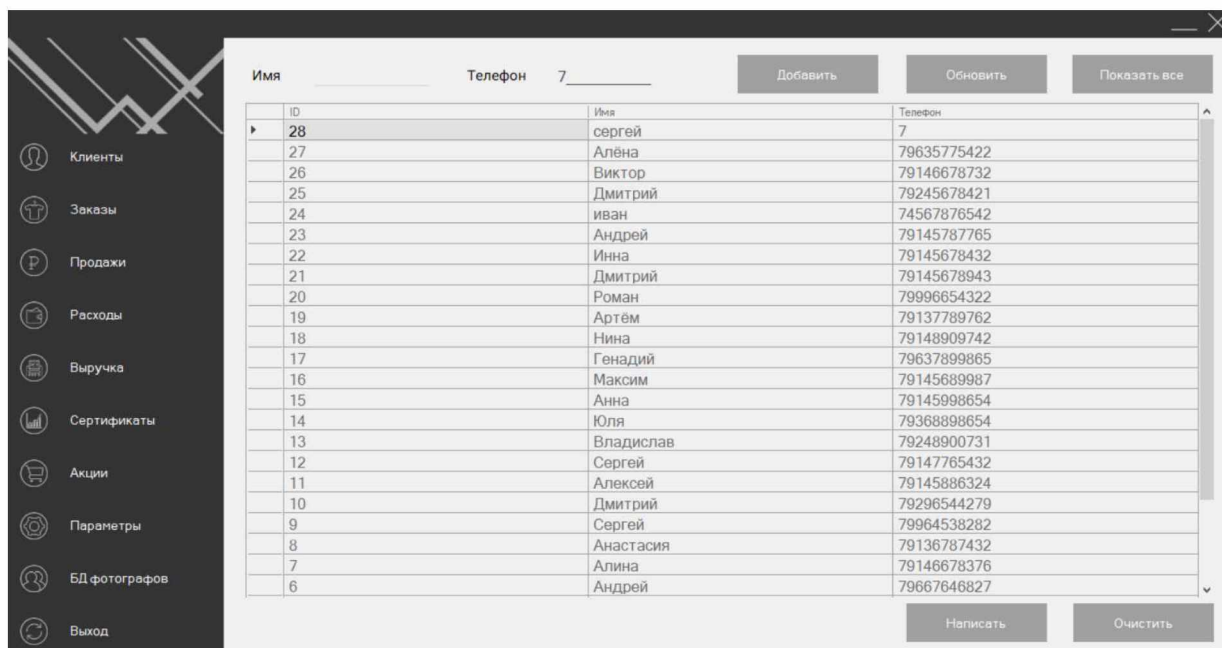 Имя Телефон 7 Добавить Обновить Показать все
ID Имя Телефон
28 сергей 7
27 Алёна 79635775422
26 Виктор 79146678732
25 Дмитрий 79245678421
24 иван 74567876542
23 Андрей 79145787765
22 Инна 79145678432
21 Дмитрий 79145678943
20 Роман 79996654322
19 Артём 79137789762
18 Нина 79148909742
17 Генадий 79637899865
16 Максим 79145689987
15 Анна 79145998654
14 Юля 79368898654
13 Владислав 79248900731
12 Сергей 79147765432
11 Алексей 79145886324
10 Дмитрий 79296544279
9 Сергей 79964538282
8 Анастасия 79136787432
7 Алина 79146678376
6 Андрей 79667646827
Клиенты
Заказы
Продажи
Расходы
Выручка
Сертификаты
Акции
Параметры
БД фотографов
Выход
Написать Очистить